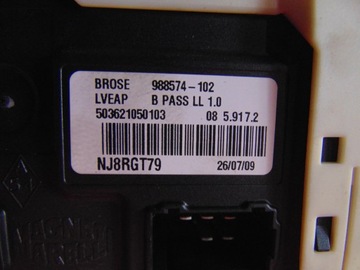 BROSE 988574-102
LVEAP B PASS LL 1.0
503621050103 08 5.917.2
NJ8RGT79 26/07/09